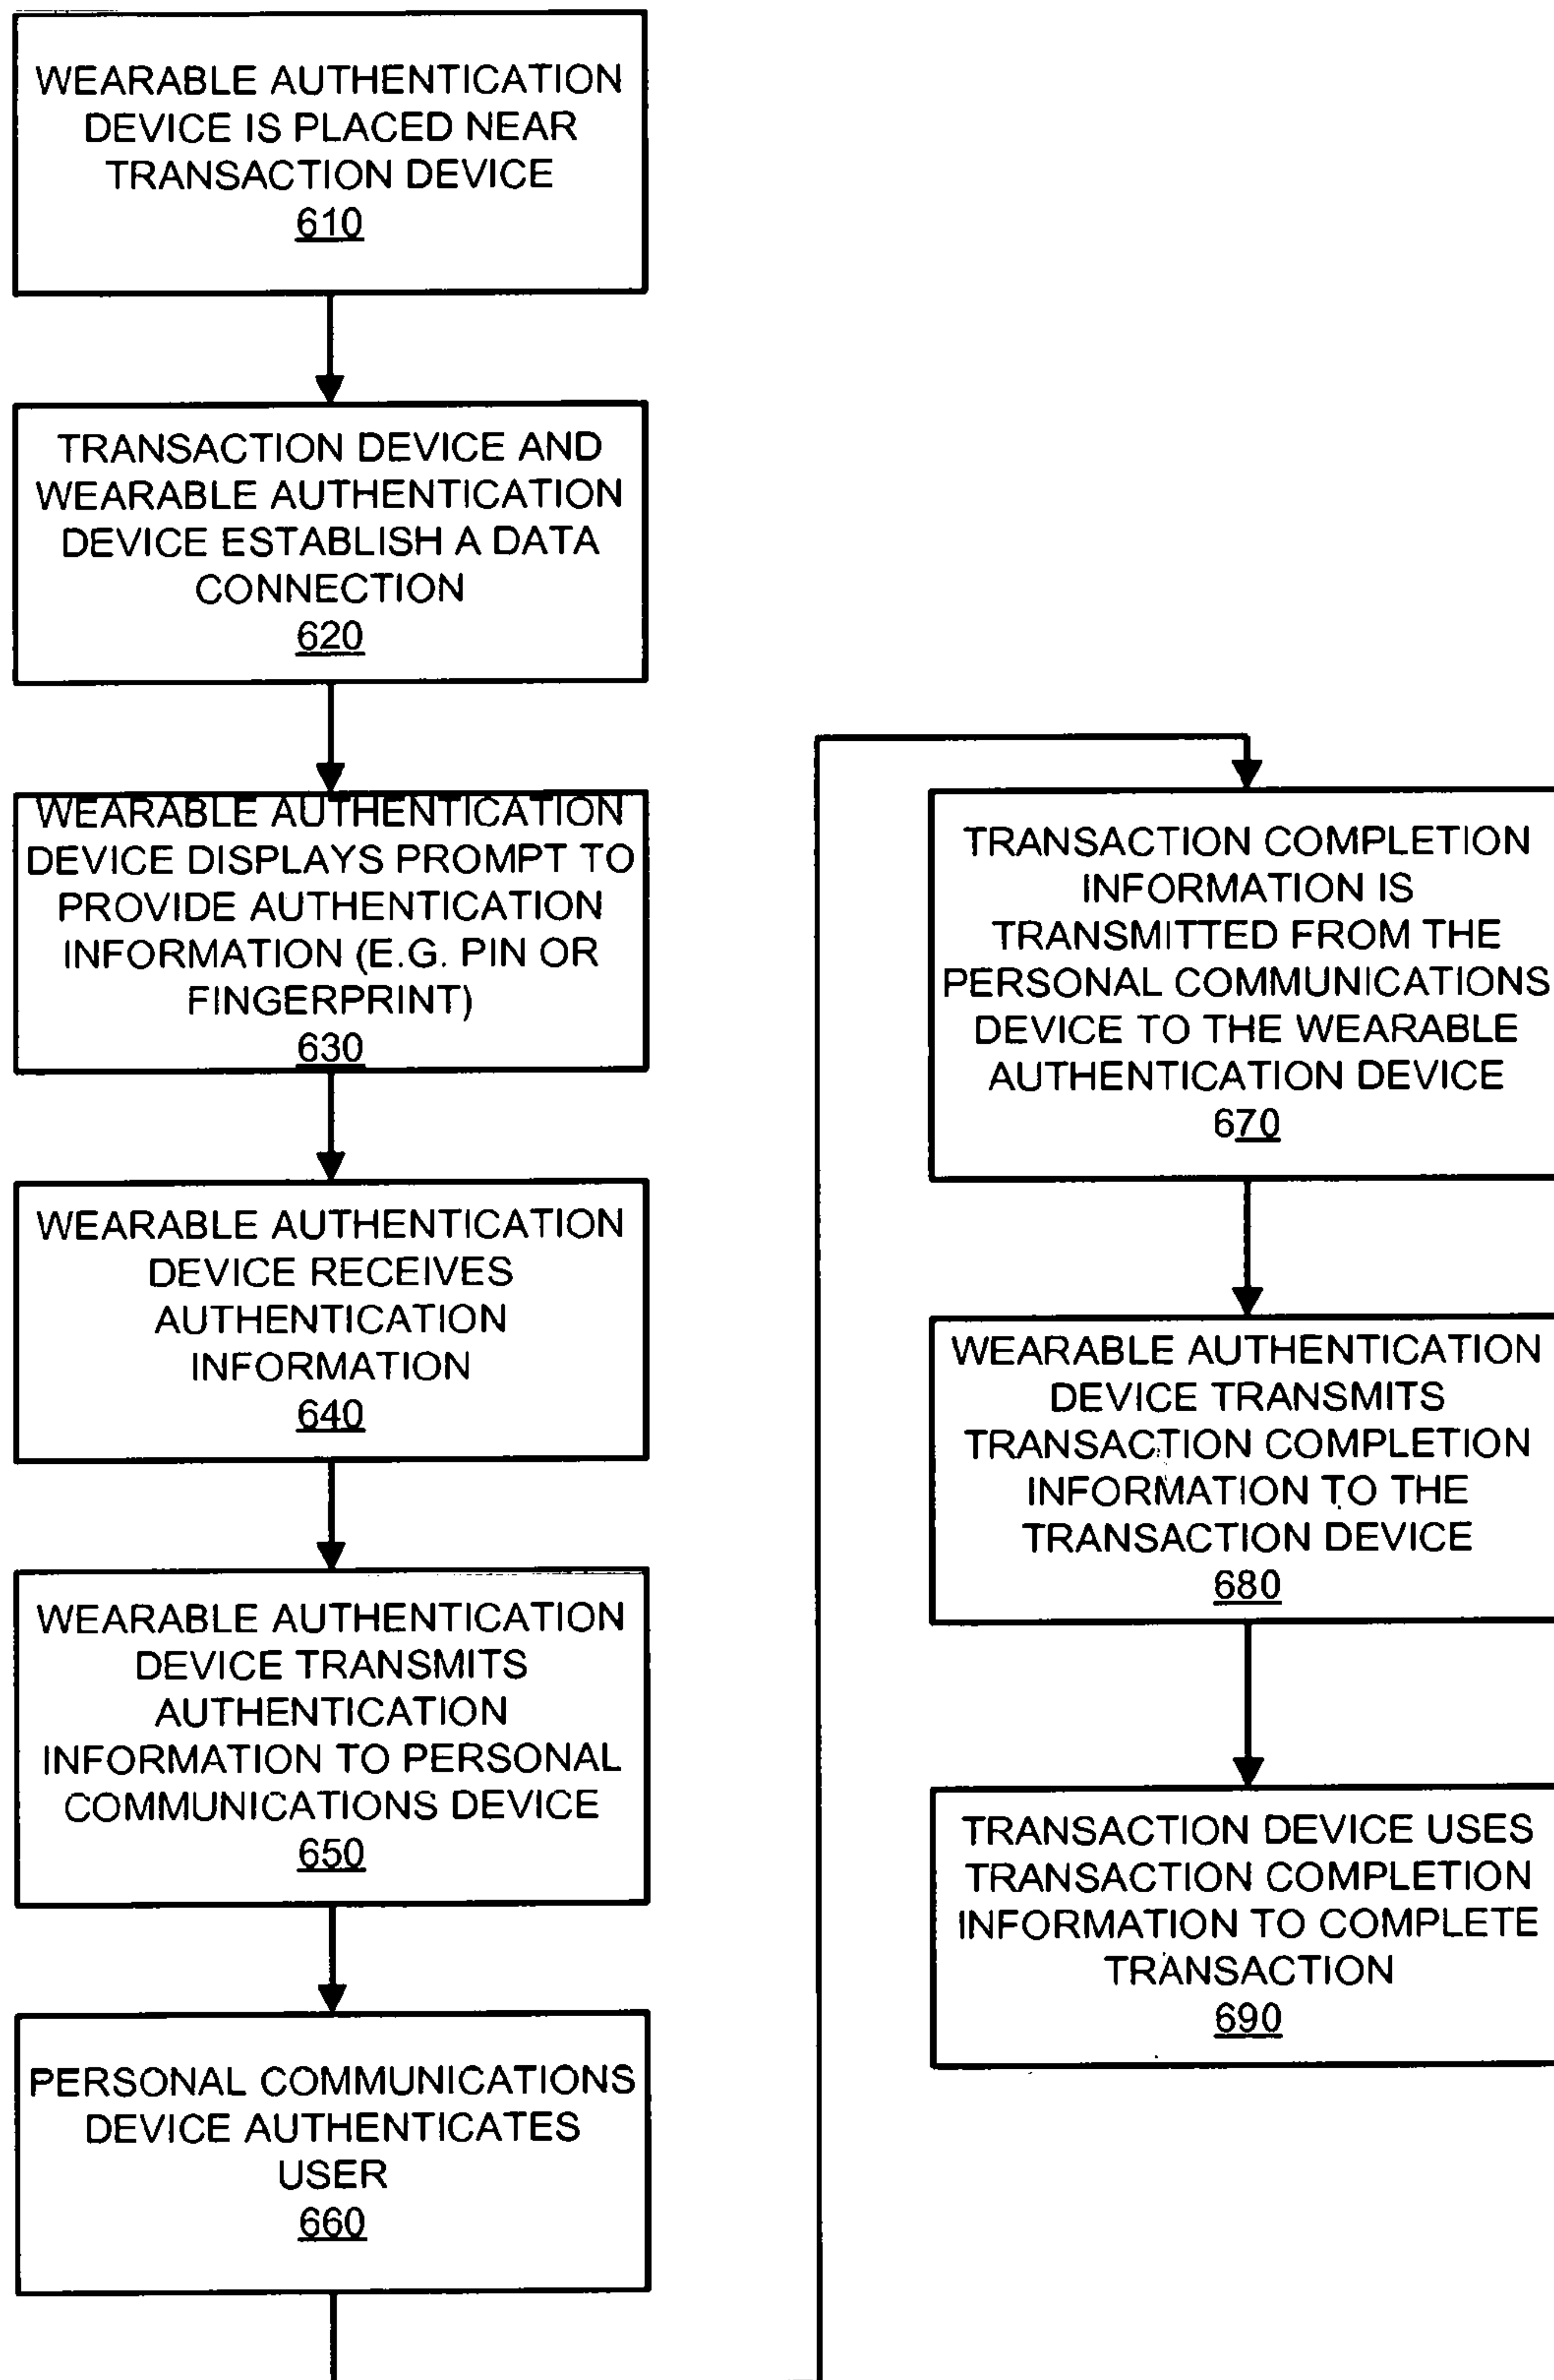 WEARABLE AUTHENTICATION
DEVICE IS PLACED NEAR
TRANSACTION DEVICE
610
TRANSACTION DEVICE AND
WEARABLE AUTHENTICATION
DEVICE ESTABLISH A DATA
CONNECTION
620
WEARABLE AUTHENTICATION
DEVICE DISPLAYS PROMPT TO
PROVIDE AUTHENTICATION
INFORMATION (E.G. PIN OR
FINGERPRINT)
630
WEARABLE AUTHENTICATION
DEVICE RECEIVES
AUTHENTICATION
INFORMATION
640
WEARABLE AUTHENTICATION
DEVICE TRANSMITS
AUTHENTICATION
INFORMATION TO PERSONAL
COMMUNICATIONS DEVICE
650
PERSONAL COMMUNICATIONS
DEVICE AUTHENTICATES
USER
660
TRANSACTION COMPLETION
INFORMATION IS
TRANSMITTED FROM THE
PERSONAL COMMUNICATIONS
DEVICE TO THE WEARABLE
AUTHENTICATION DEVICE
670
WEARABLE AUTHENTICATION
DEVICE TRANSMITS
TRANSACTION COMPLETION
INFORMATION TO THE
TRANSACTION DEVICE
680
TRANSACTION DEVICE USES
TRANSACTION COMPLETION
INFORMATION TO COMPLETE
TRANSACTION
690